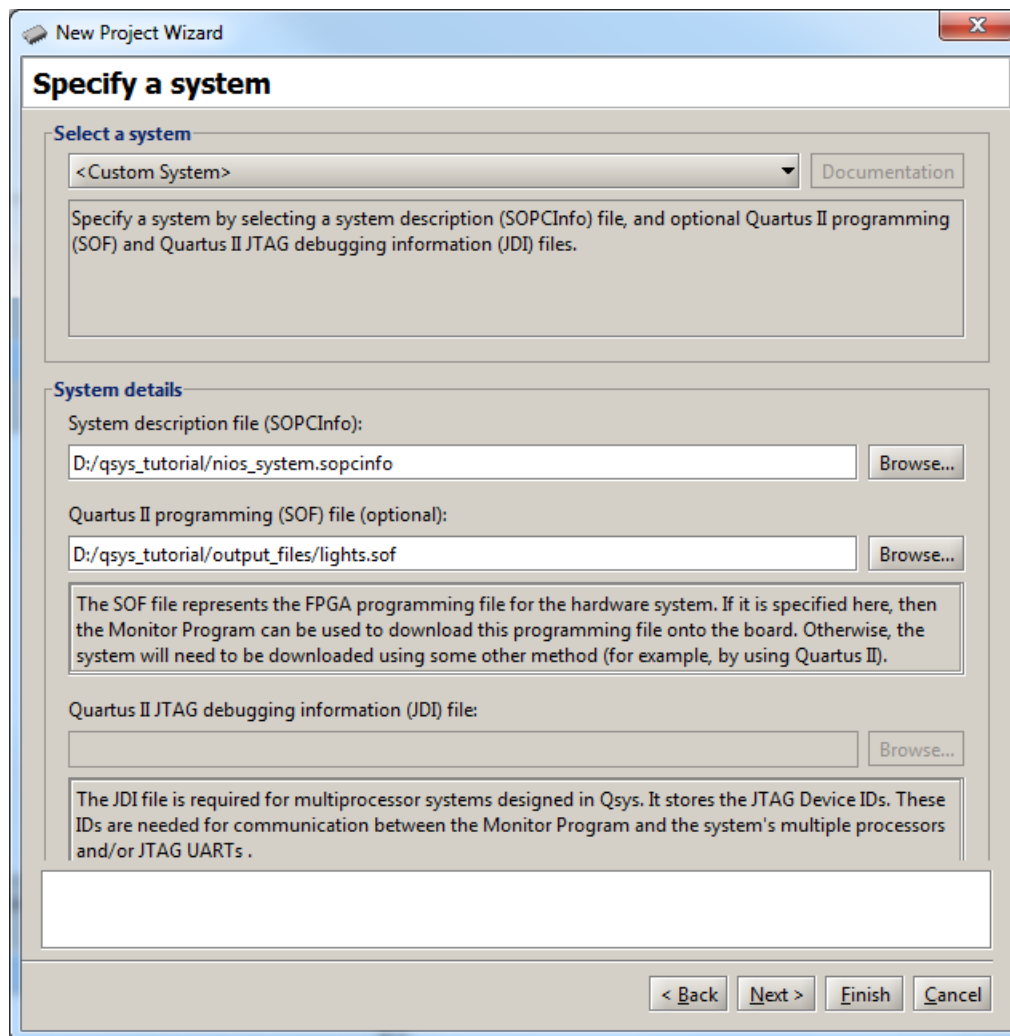 New Project Wizard
Specify a system
Select a system
<Custom System>
Documentation
Specify a system by selecting a system description (SOPCInfo) file, and optional Quartus II programming
(SOF) and Quartus II JTAG debugging information (JDI) files.
System details
System description file (SOPCInfo):
D:/qsys_tutorial/nios_system.sopcinfo
Browse...
Quartus II programming (SOF) file (optional):
D:/qsys_tutorial/output_files/lights.sof
Browse...
The SOF file represents the FPGA programming file for the hardware system. If it is specified here, then
the Monitor Program can be used to download this programming file onto the board. Otherwise, the
system will need to be downloaded using some other method (for example, by using Quartus II).
Quartus II JTAG debugging information (JDI) file:
Browse...
The JDI file is required for multiprocessor systems designed in Qsys. It stores the JTAG Device IDs. These
IDs are needed for communication between the Monitor Program and the system's multiple processors
and/or JTAG UARTs .
< Back
Next >
Finish
Cancel